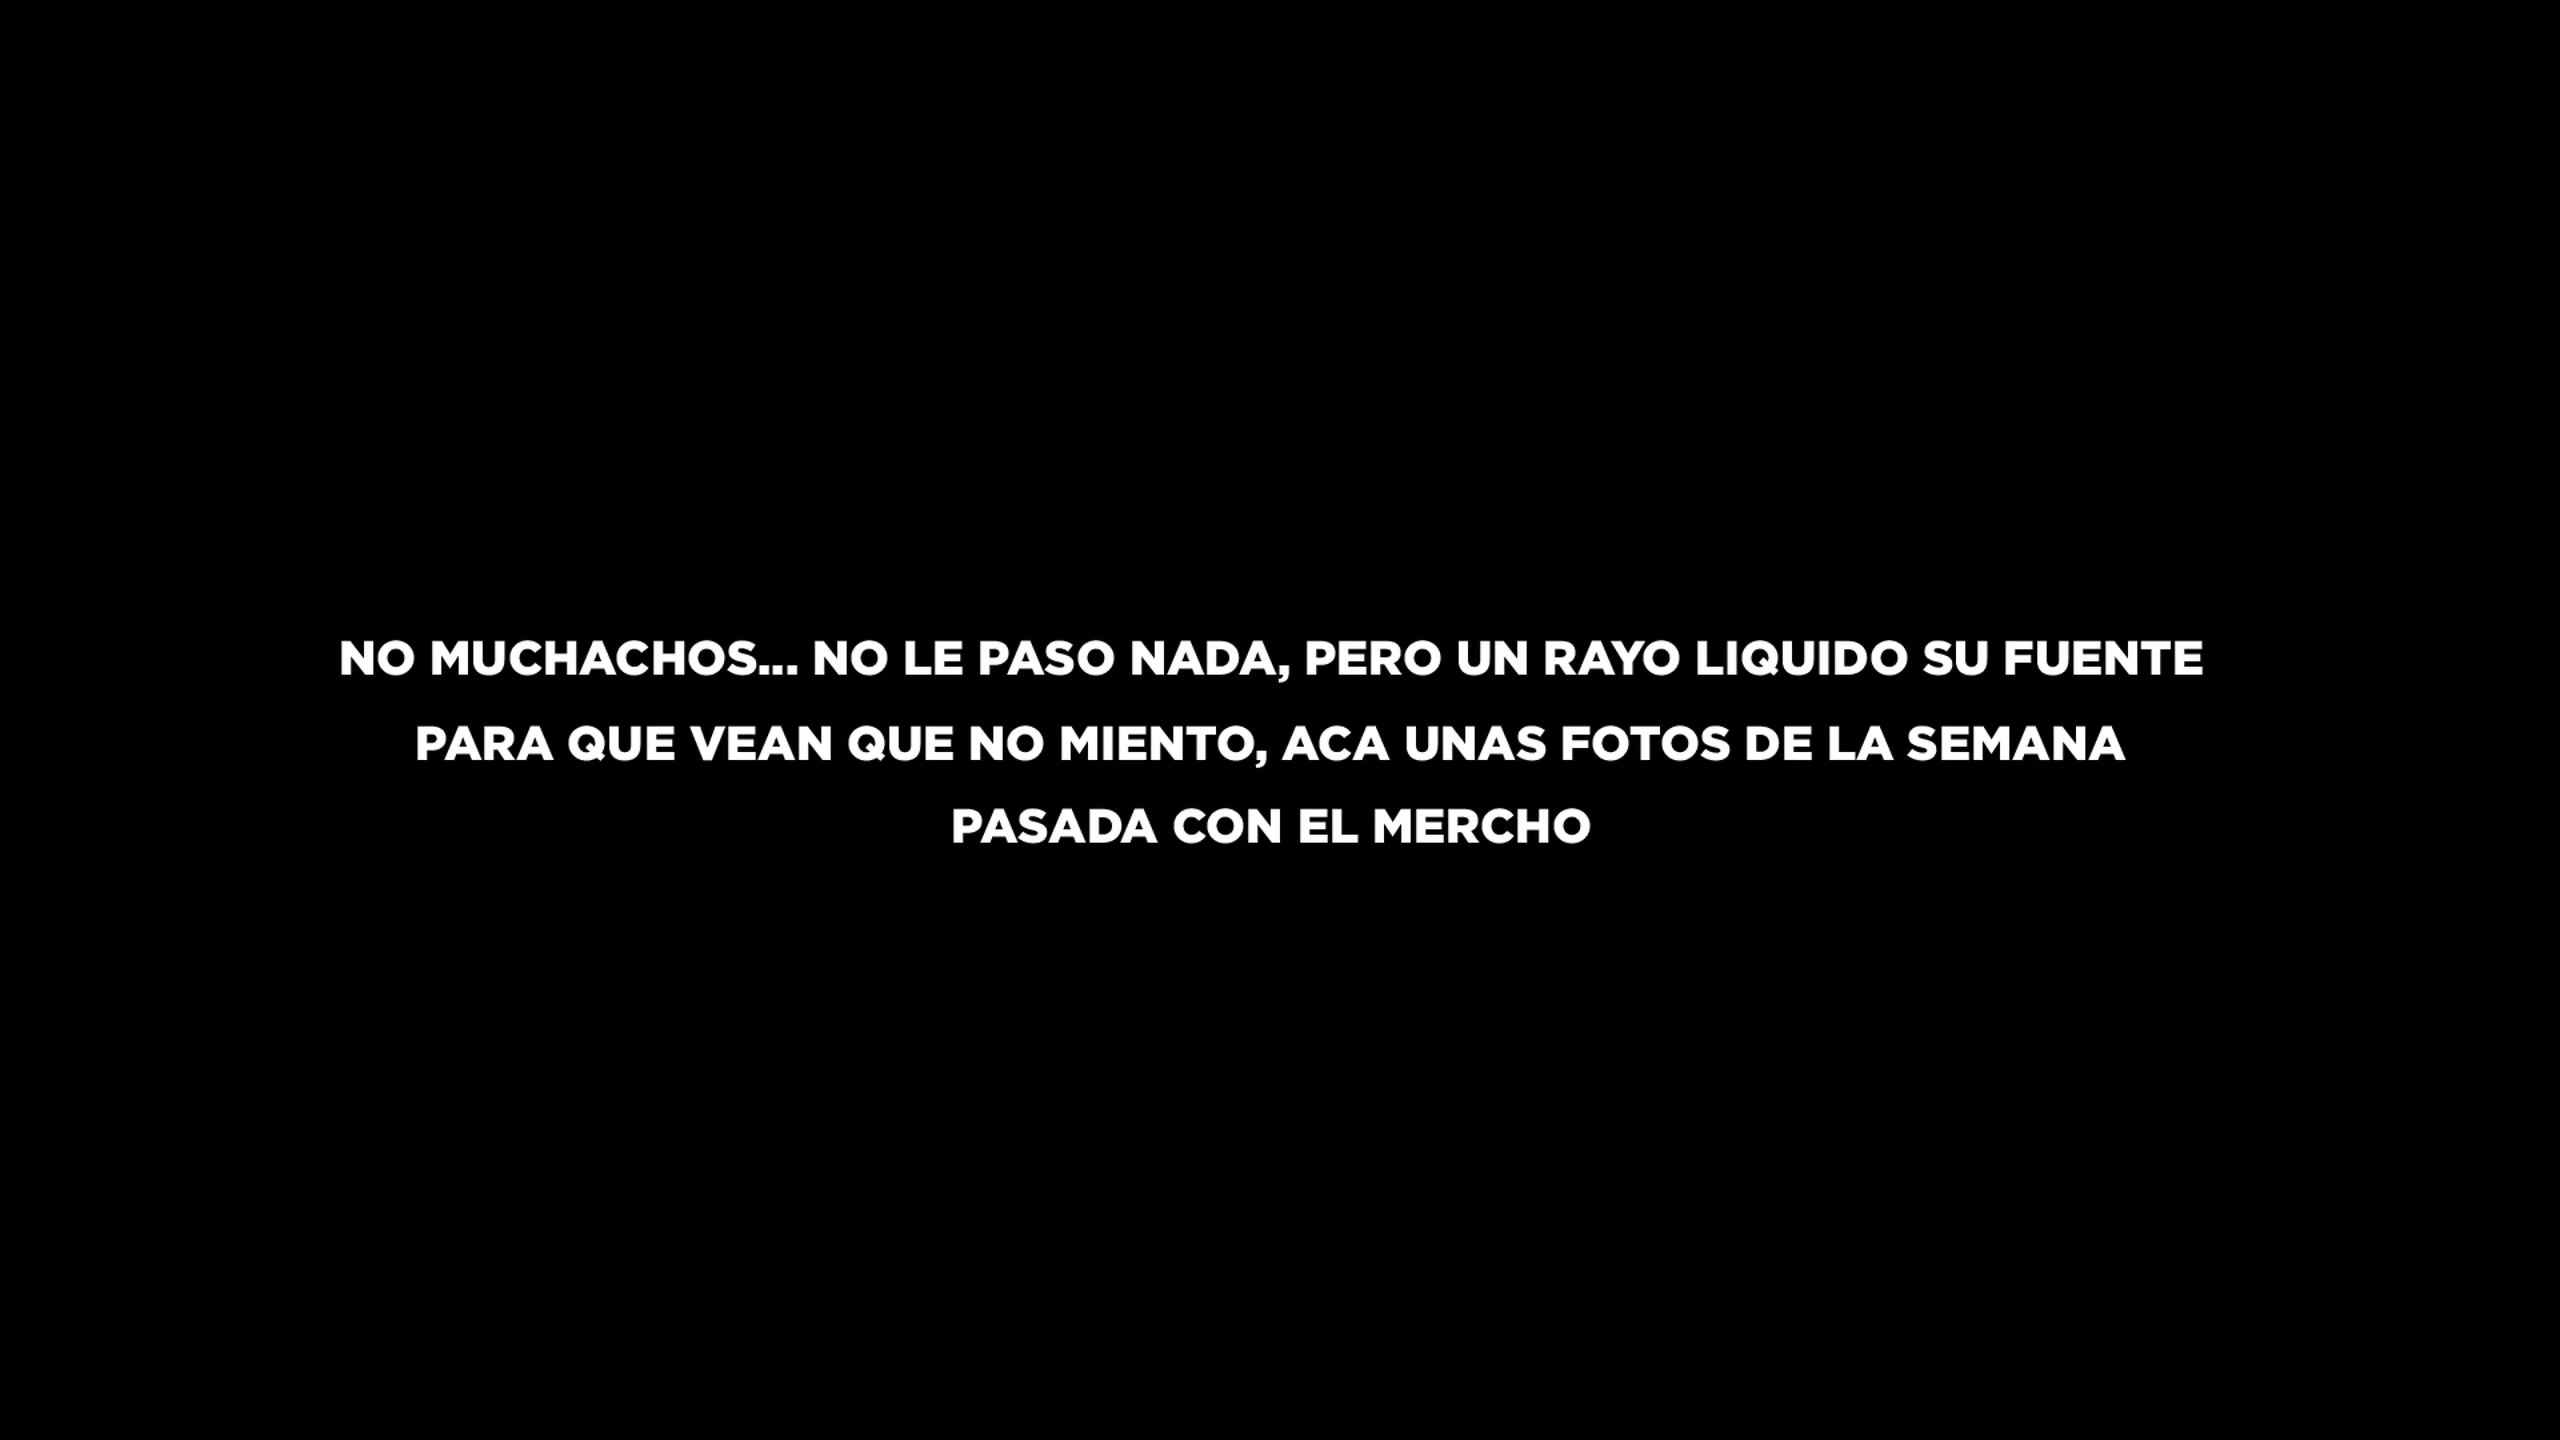 NO MUCHACHOS... NO LE PASO NADA, PERO UN RAYO LIQUIDO SU FUENTE
PARA QUE VEAN QUE NO MIENTO, ACA UNAS FOTOS DE LA SEMANA
PASADA CON EL MERCHO